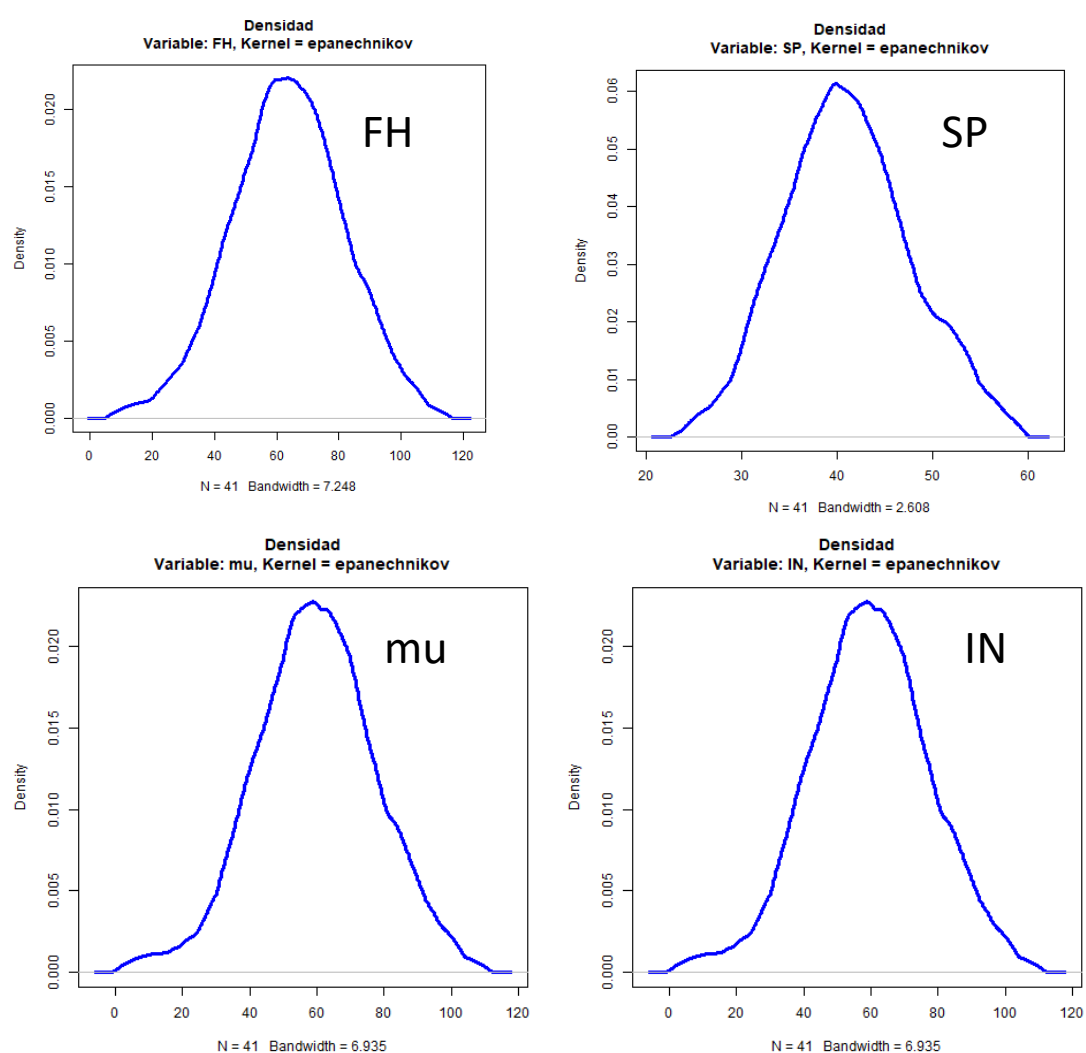 Densidad
Variable: FH, Kernel = epanechnikov
FH
Density
0.000 0.005 0.010 0.015 0.020
0 20 40 60 80 100 120
N = 41 Bandwidth = 7.248
Densidad
Variable: SP, Kernel = epanechnikov
SP
Density
0.00 0.01 0.02 0.03 0.04 0.05 0.06
20 30 40 50 60
N = 41 Bandwidth = 2.608
Densidad
Variable: mu, Kernel = epanechnikov
mu
Density
0.000 0.005 0.010 0.015 0.020
0 20 40 60 80 100 120
N = 41 Bandwidth = 6.935
Densidad
Variable: IN, Kernel = epanechnikov
IN
Density
0.000 0.005 0.010 0.015 0.020
0 20 40 60 80 100 120
N = 41 Bandwidth = 6.935